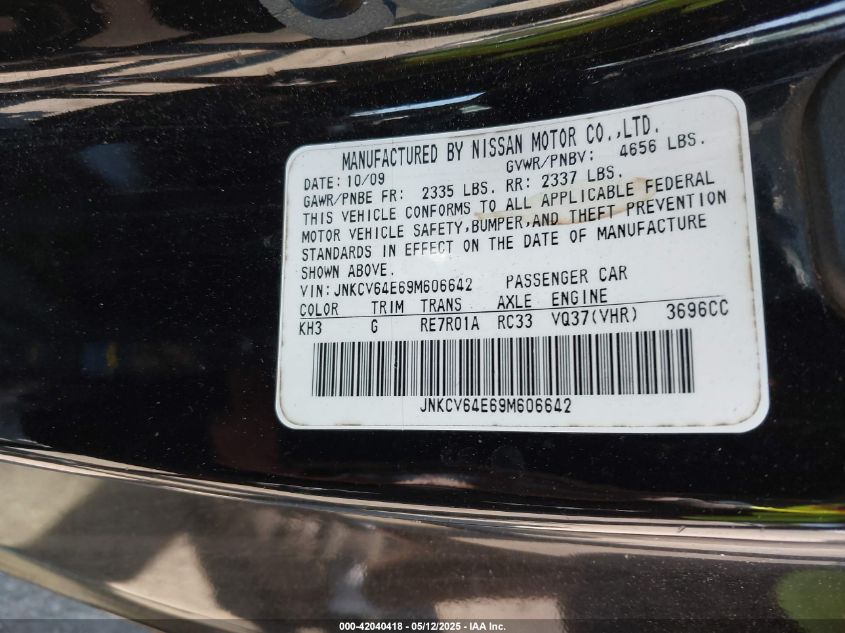 MANUFACTURED BY NISSAN MOTOR CO.,LTD.
DATE: 10/09 GVWR/PNBV: 4656 LBS.
GAWR/PNBE FR: 2335 LBS. RR: 2337 LBS.
THIS VEHICLE CONFORMS TO ALL APPLICABLE FEDERAL
MOTOR VEHICLE SAFETY,BUMPER,AND THEFT PREVENTION
STANDARDS IN EFFECT ON THE DATE OF MANUFACTURE
SHOWN ABOVE.
VIN: JNKCV64E69M606642 PASSENGER CAR
COLOR TRIM TRANS AXLE ENGINE
KH3 G RE7R01A RC33 VQ37(VHR) 3696CC
JNKCV64E69M606642
000-42040418 - 05/12/2025 - IAA Inc.